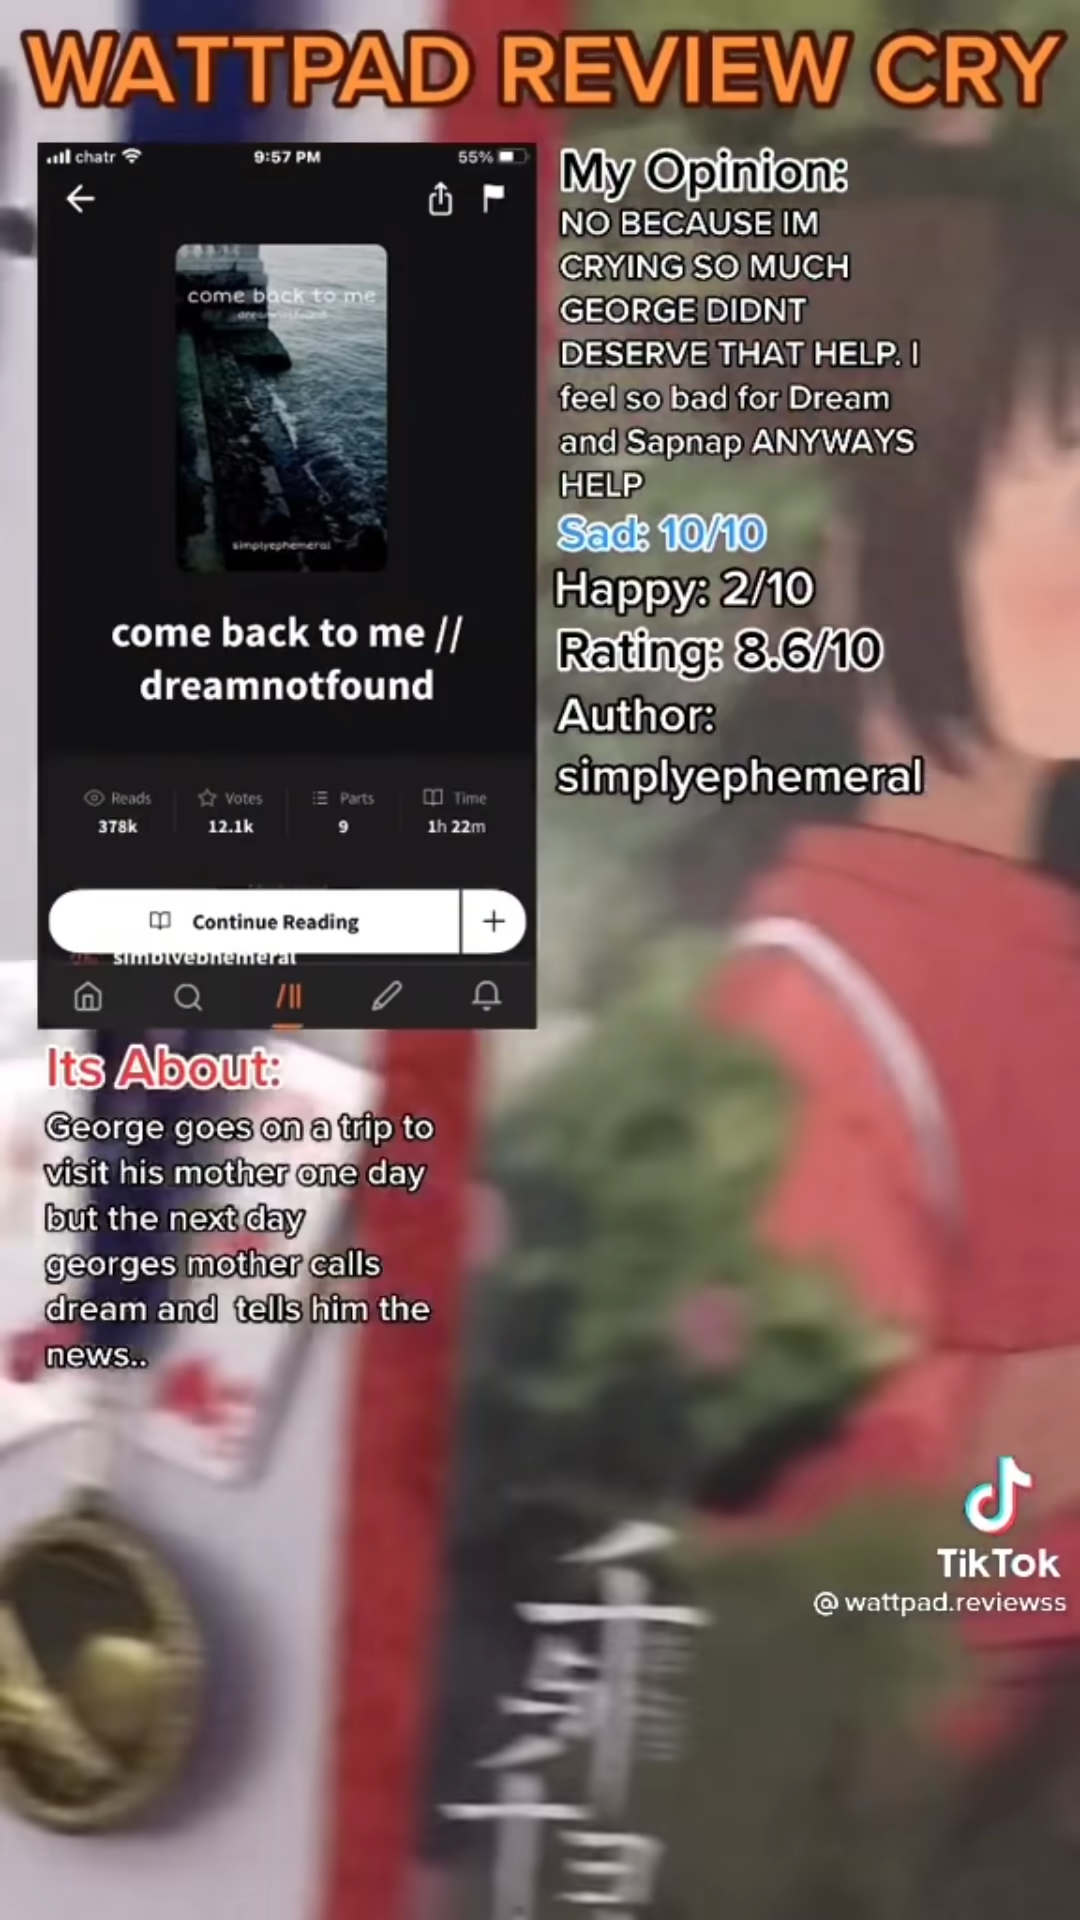 WATTPAD REVIEW CRY
chatr
9:57 PM
55%
come back to me
dreamnotfound
simplyephemeral
come back to me //
dreamnotfound
Reads
Votes
Parts
Time
378k
12.1k
9
1h 22m
Continue Reading
+
simplyephemeral
My Opinion:
NO BECAUSE IM
CRYING SO MUCH
GEORGE DIDNT
DESERVE THAT HELP. I
feel so bad for Dream
and Sapnap ANYWAYS
HELP
Sad: 10/10
Happy: 2/10
Rating: 8.6/10
Author:
simplyephemeral
Its About:
George goes on a trip to
visit his mother one day
but the next day
georges mother calls
dream and tells him the
news..
TikTok
@wattpad.reviewss